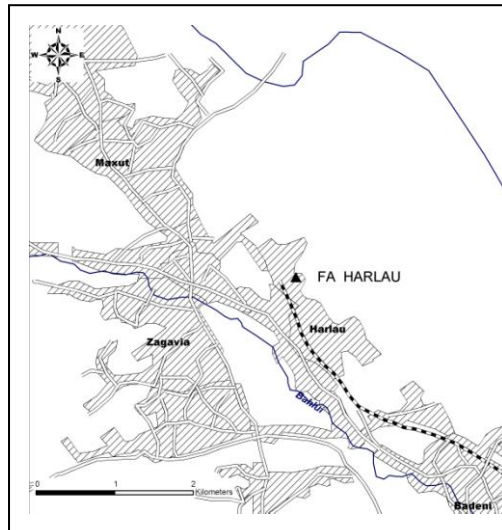 N
W E
S
Maxut
FA HARLAU
Harlau
Zagavia
Bahlui
0 1 2
Kilometers
Badeni